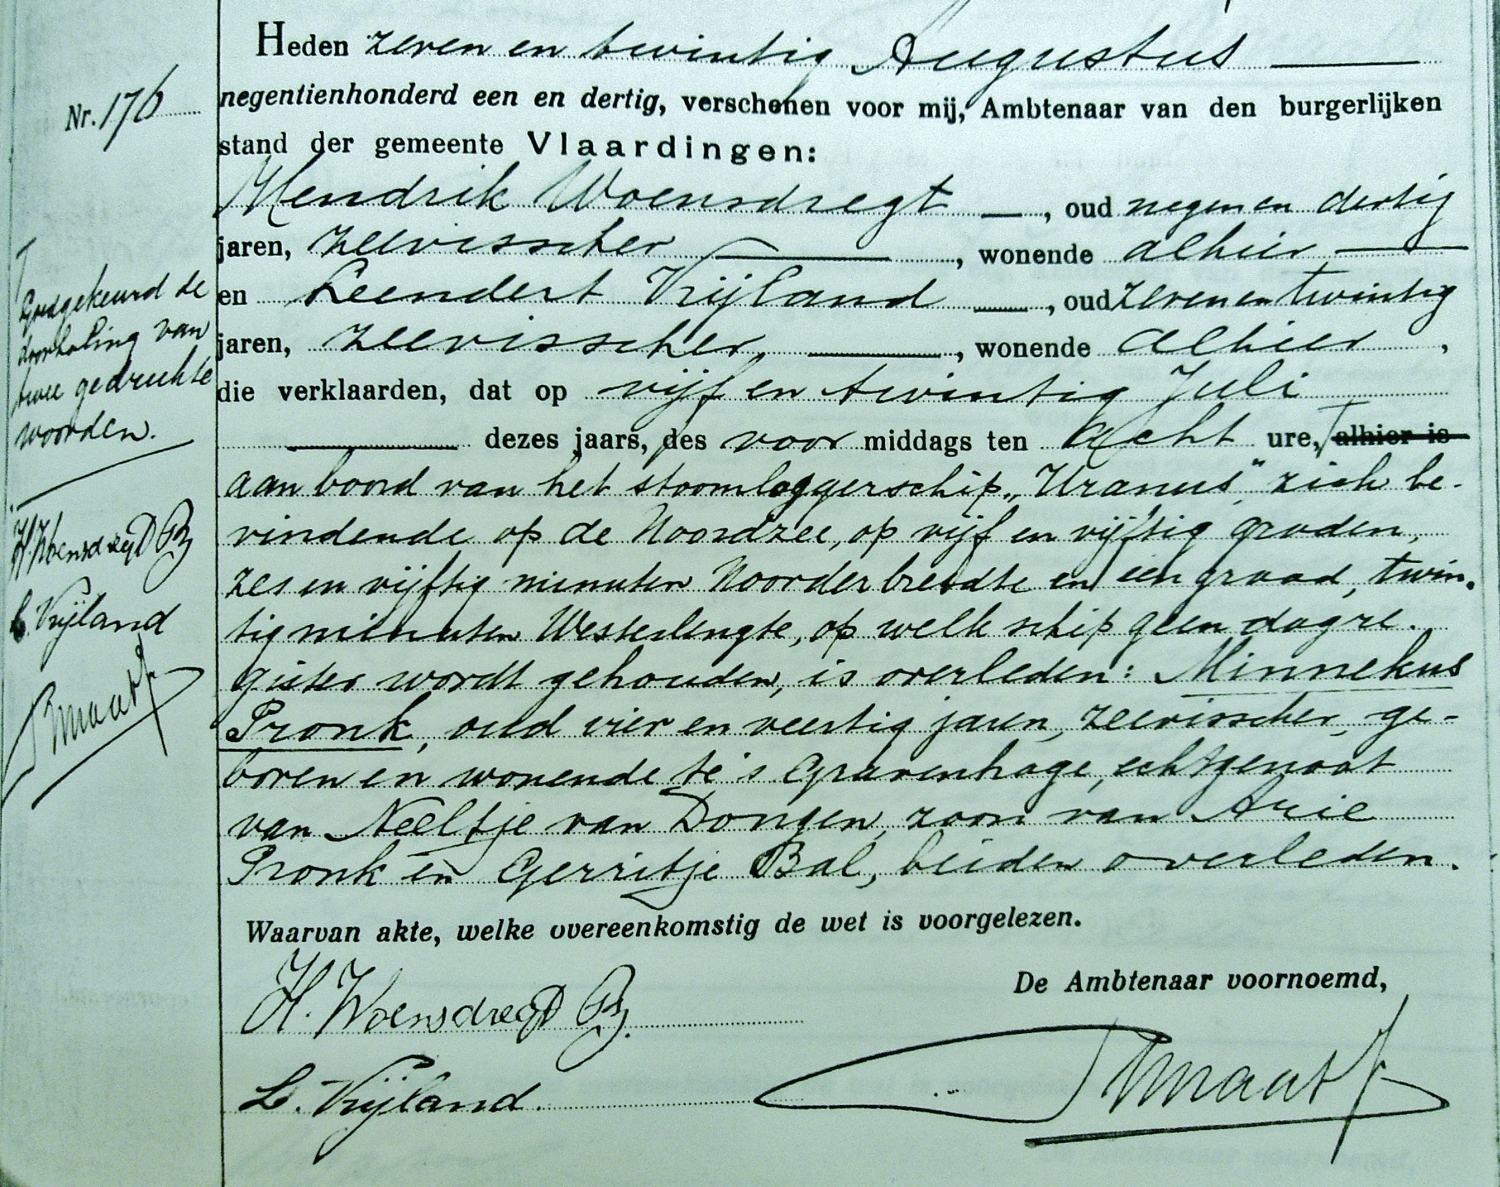 Heden zeven en twintig Augustus
Nr. 176
negentienhonderd een en dertig, verschenen voor mij, Ambtenaar van den burgerlijken
stand der gemeente Vlaardingen:
Hendrik Woensdregt, oud negen en dertig
jaren, zeevisscher, wonende alhier
en Leendert Vrijland, oud zeven en twintig
jaren, zeevisscher, wonende alhier,
die verklaarden, dat op vijf en twintig Juli
dezes jaars, des voor middags ten acht ure, alhier is
aan boord van het stoomloggerschip "Uranus", zich be-
vindende op de Noordzee, op vijf en vijftig graden,
zes en vijftig minuten Noorderbreedte en een graad, twin-
tig minuten Westerlengte, op welk schip geen dagre-
gister wordt gehouden, is overleden: Minnekus
Pronk, oud vier en veertig jaren, zeevisscher, ge-
boren en wonende te 's Gravenhage, echtgenoot
van Neeltje van Dongen, zoon van Arie
Pronk en Gerritje Bal, beiden overleden.
Waarvan akte, welke overeenkomstig de wet is voorgelezen.
De Ambtenaar voornoemd,
H. Woensdregt
L. Vrijland.
Goedgekeurd de
doorhaling van
twee gedrukte
woorden.
H. Woensdregt
L. Vrijland